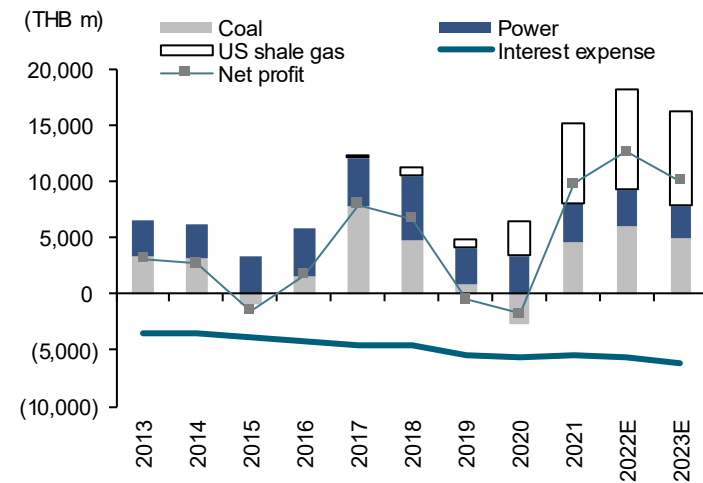 (THB m)
Coal
Power
US shale gas
Interest expense
Net profit
20,000
15,000
10,000
5,000
0
(5,000)
(10,000)
2013
2014
2015
2016
2017
2018
2019
2020
2021
2022E
2023E